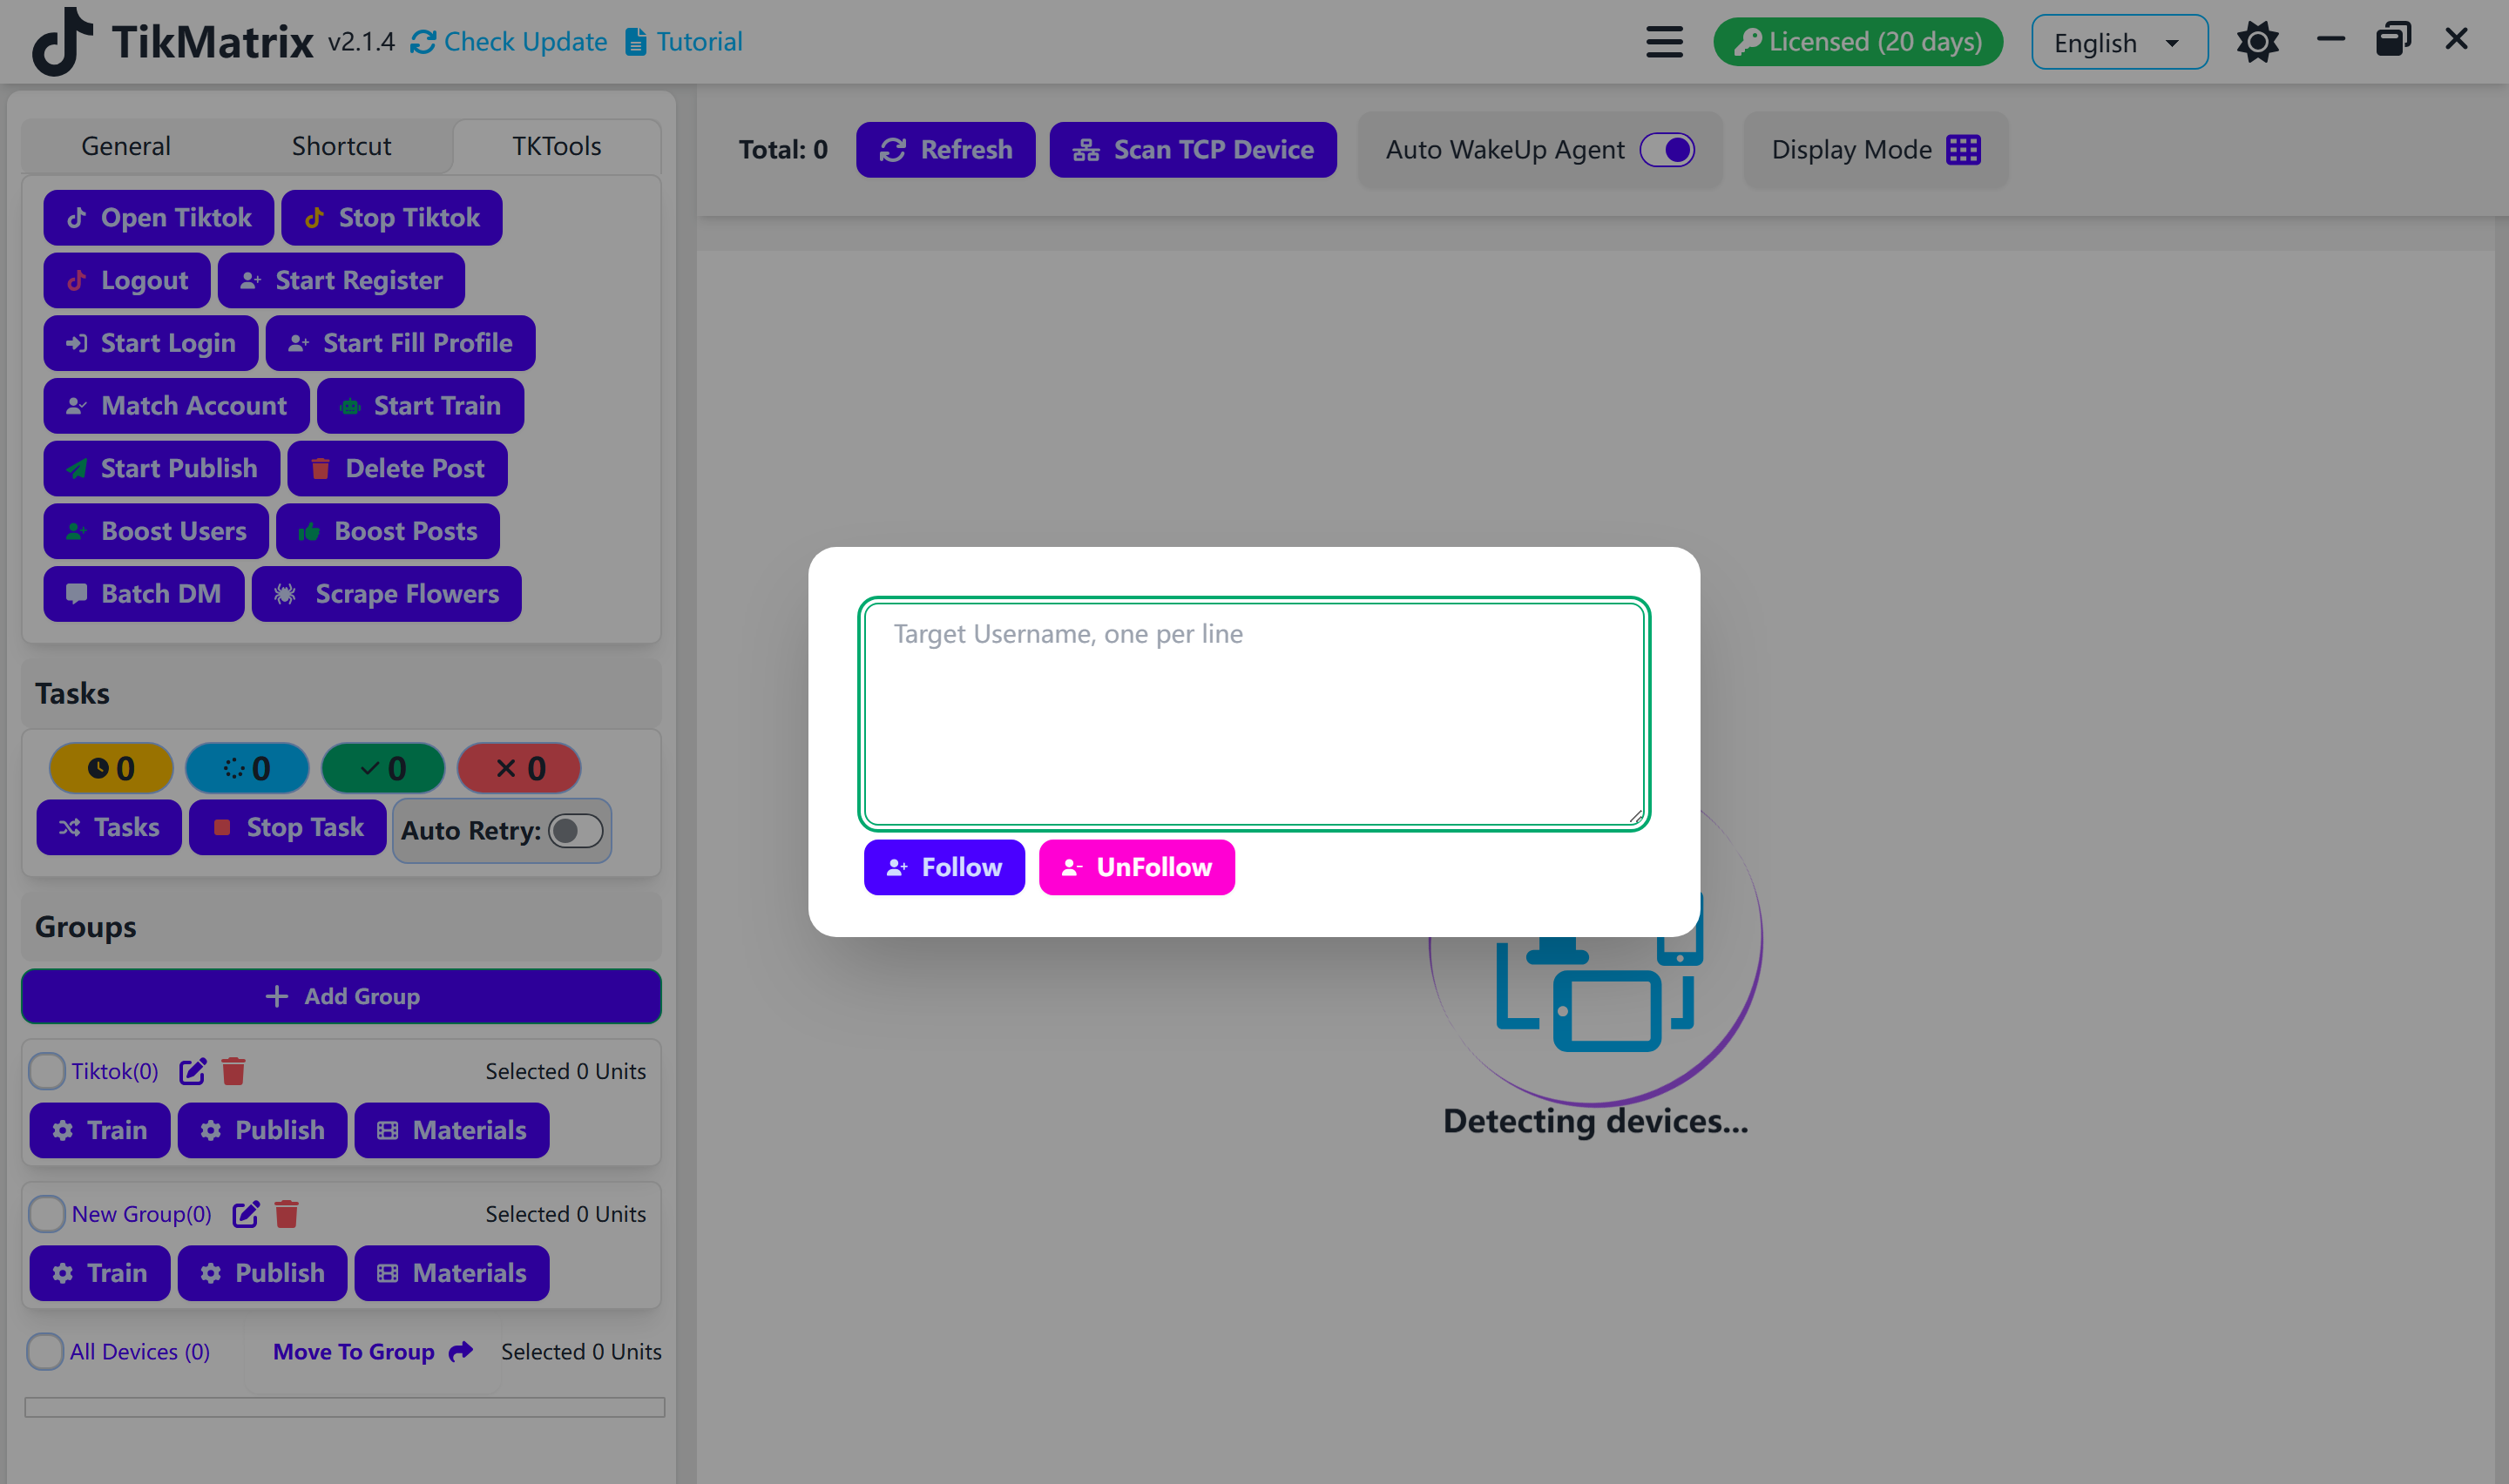 TikMatrix v2.1.4 Check Update Tutorial Licensed (20 days) English
General Shortcut TKTools
Total: 0 Refresh Scan TCP Device Auto WakeUp Agent Display Mode
Open Tiktok Stop Tiktok
Logout Start Register
Start Login Start Fill Profile
Match Account Start Train
Start Publish Delete Post
Boost Users Boost Posts
Batch DM Scrape Flowers
Target Username, one per line
Follow UnFollow
Tasks
0 0 0 0
Tasks Stop Task Auto Retry:
Groups
Add Group
Tiktok(0) Selected 0 Units
Train Publish Materials
Detecting devices...
New Group(0) Selected 0 Units
Train Publish Materials
All Devices (0) Move To Group Selected 0 Units